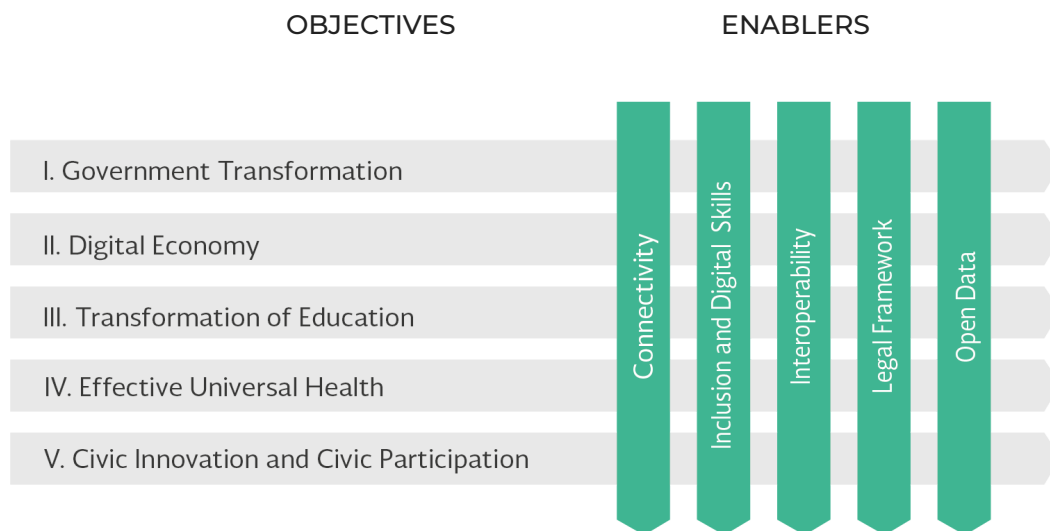 OBJECTIVES
ENABLERS
I. Government Transformation
II. Digital Economy
III. Transformation of Education
IV. Effective Universal Health
V. Civic Innovation and Civic Participation
Connectivity
Inclusion and Digital Skills
Interoperability
Legal Framework
Open Data